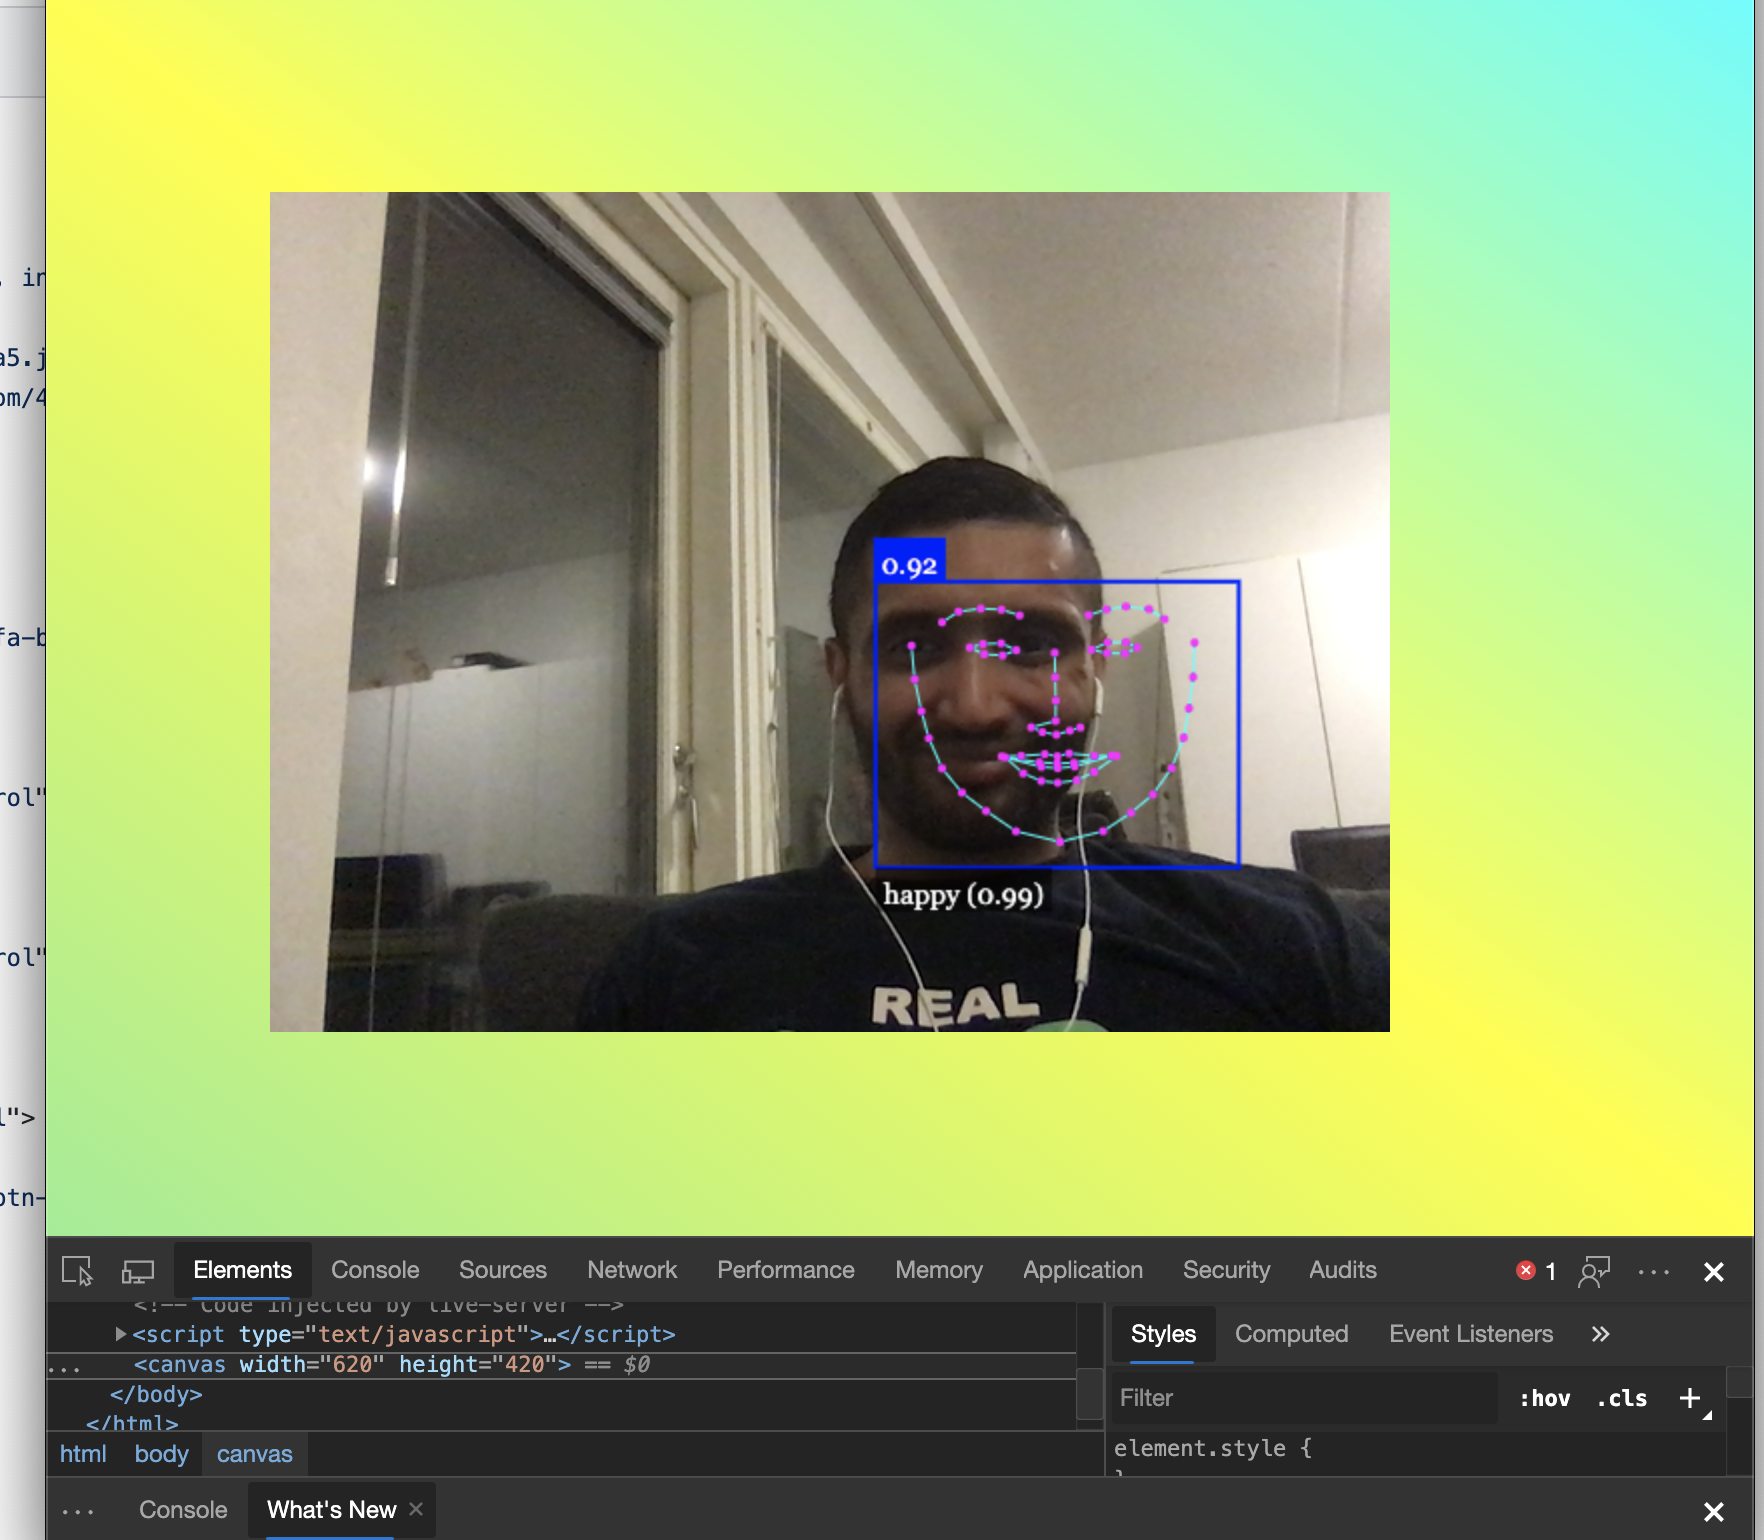 , in
a5.j
om/4
fa-b
rol"
rol"
l">
btn-
0.92
happy (0.99)
REAL
Elements Console Sources Network Performance Memory Application Security Audits 1
<!-- Code injected by live-server -->
<script type="text/javascript">…</script>
... <canvas width="620" height="420"> == $0
</body>
</html>
html body canvas
Styles Computed Event Listeners
Filter :hov .cls +
element.style {
}
Console What's New